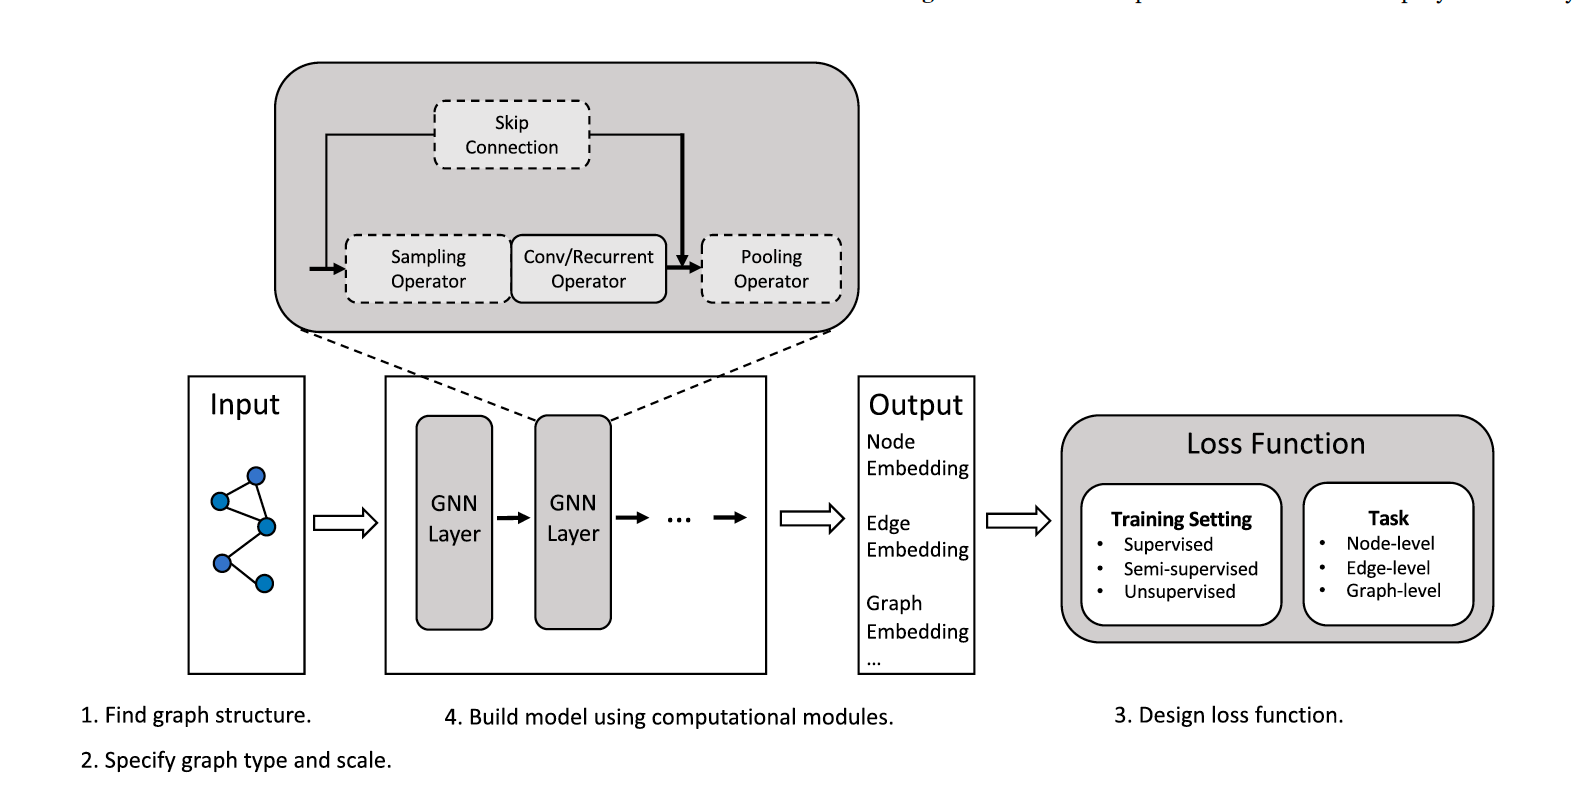 Skip
Connection
Sampling
Operator
Conv/Recurrent
Operator
Pooling
Operator
Input
GNN
Layer
GNN
Layer
...
Output
Node
Embedding
Edge
Embedding
Graph
Embedding
...
Loss Function
Training Setting
• Supervised
• Semi-supervised
• Unsupervised
Task
• Node-level
• Edge-level
• Graph-level
1. Find graph structure.
2. Specify graph type and scale.
4. Build model using computational modules.
3. Design loss function.